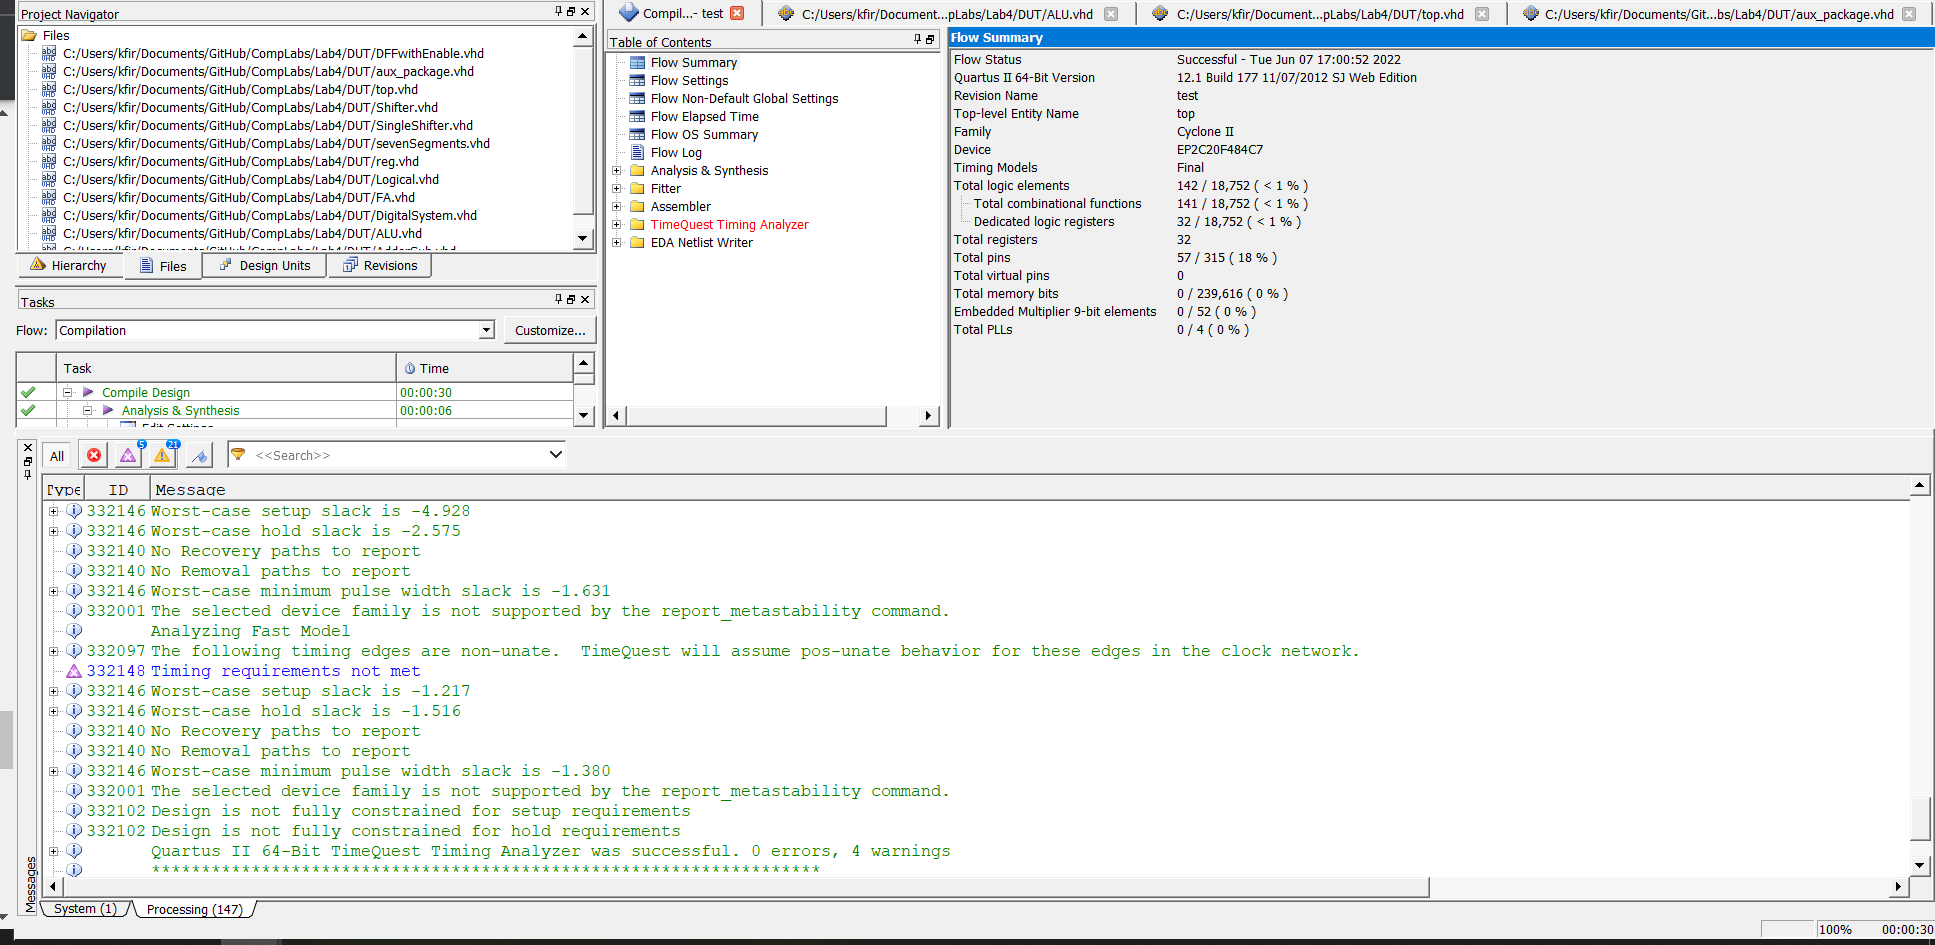 Project Navigator
Files
C:/Users/kfir/Documents/GitHub/CompLabs/Lab4/DUT/DFFwithEnable.vhd
C:/Users/kfir/Documents/GitHub/CompLabs/Lab4/DUT/aux_package.vhd
C:/Users/kfir/Documents/GitHub/CompLabs/Lab4/DUT/top.vhd
C:/Users/kfir/Documents/GitHub/CompLabs/Lab4/DUT/Shifter.vhd
C:/Users/kfir/Documents/GitHub/CompLabs/Lab4/DUT/SingleShifter.vhd
C:/Users/kfir/Documents/GitHub/CompLabs/Lab4/DUT/sevenSegments.vhd
C:/Users/kfir/Documents/GitHub/CompLabs/Lab4/DUT/reg.vhd
C:/Users/kfir/Documents/GitHub/CompLabs/Lab4/DUT/Logical.vhd
C:/Users/kfir/Documents/GitHub/CompLabs/Lab4/DUT/FA.vhd
C:/Users/kfir/Documents/GitHub/CompLabs/Lab4/DUT/DigitalSystem.vhd
C:/Users/kfir/Documents/GitHub/CompLabs/Lab4/DUT/ALU.vhd
C:/Users/kfir/Documents/GitHub/CompLabs/Lab4/DUT/AdderSub.vhd
Hierarchy Files Design Units Revisions
Tasks
Flow: Compilation Customize...
Task Time
Compile Design 00:00:30
Analysis & Synthesis 00:00:06
Edit Settings
Compil...- test C:/Users/kfir/Document...pLabs/Lab4/DUT/ALU.vhd C:/Users/kfir/Document...pLabs/Lab4/DUT/top.vhd C:/Users/kfir/Documents/Git...bs/Lab4/DUT/aux_package.vhd
Table of Contents
Flow Summary
Flow Settings
Flow Non-Default Global Settings
Flow Elapsed Time
Flow OS Summary
Flow Log
Analysis & Synthesis
Fitter
Assembler
TimeQuest Timing Analyzer
EDA Netlist Writer
Flow Summary
Flow Status Successful - Tue Jun 07 17:00:52 2022
Quartus II 64-Bit Version 12.1 Build 177 11/07/2012 SJ Web Edition
Revision Name test
Top-level Entity Name top
Family Cyclone II
Device EP2C20F484C7
Timing Models Final
Total logic elements 142 / 18,752 ( < 1 % )
Total combinational functions 141 / 18,752 ( < 1 % )
Dedicated logic registers 32 / 18,752 ( < 1 % )
Total registers 32
Total pins 57 / 315 ( 18 % )
Total virtual pins 0
Total memory bits 0 / 239,616 ( 0 % )
Embedded Multiplier 9-bit elements 0 / 52 ( 0 % )
Total PLLs 0 / 4 ( 0 % )
All 5 21 <<Search>>
Type ID Message
332146 Worst-case setup slack is -4.928
332146 Worst-case hold slack is -2.575
332140 No Recovery paths to report
332140 No Removal paths to report
332146 Worst-case minimum pulse width slack is -1.631
332001 The selected device family is not supported by the report_metastability command.
Analyzing Fast Model
332097 The following timing edges are non-unate.  TimeQuest will assume pos-unate behavior for these edges in the clock network.
332148 Timing requirements not met
332146 Worst-case setup slack is -1.217
332146 Worst-case hold slack is -1.516
332140 No Recovery paths to report
332140 No Removal paths to report
332146 Worst-case minimum pulse width slack is -1.380
332001 The selected device family is not supported by the report_metastability command.
332102 Design is not fully constrained for setup requirements
332102 Design is not fully constrained for hold requirements
Quartus II 64-Bit TimeQuest Timing Analyzer was successful. 0 errors, 4 warnings
*******************************************************************
Messages
System (1) Processing (147)
100% 00:00:30